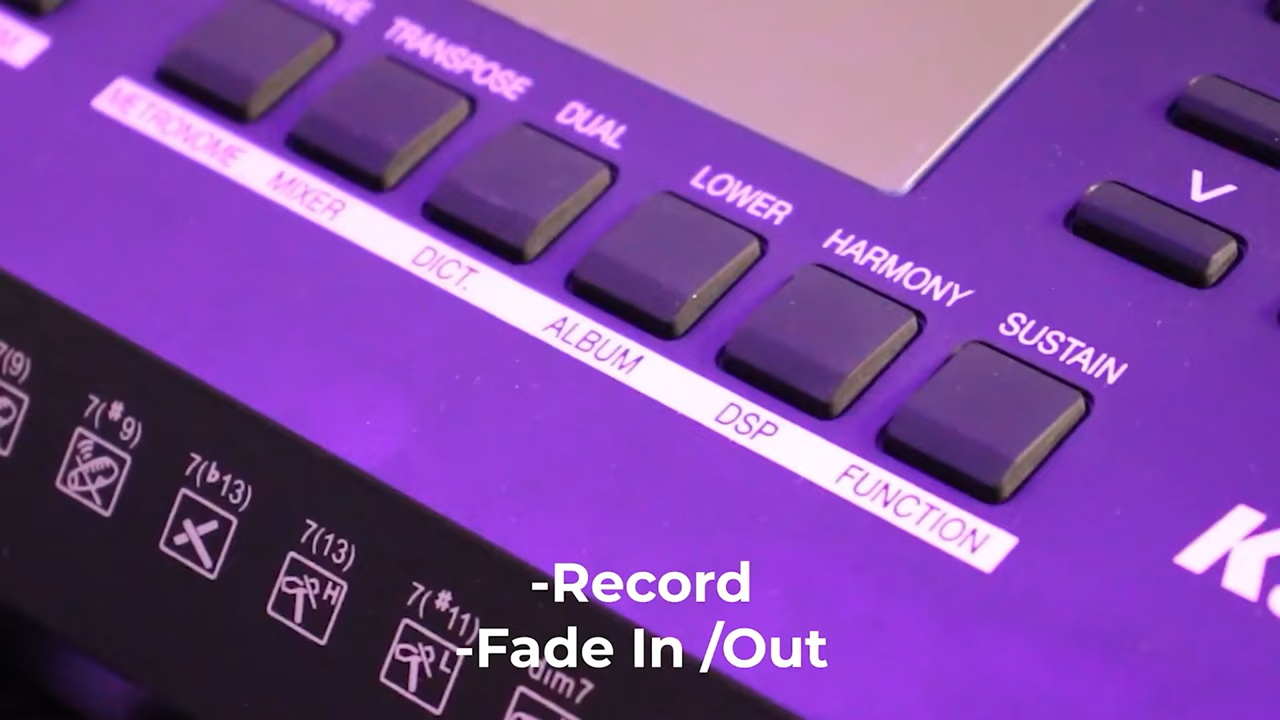 TRANSPOSE
DUAL
LOWER
HARMONY
SUSTAIN
METRONOME
MIXER
DICT.
ALBUM
DSP
FUNCTION
V
7(#9)
7(b13)
7(13)
H
7(#11)
L
dim7
-Record
-Fade In /Out